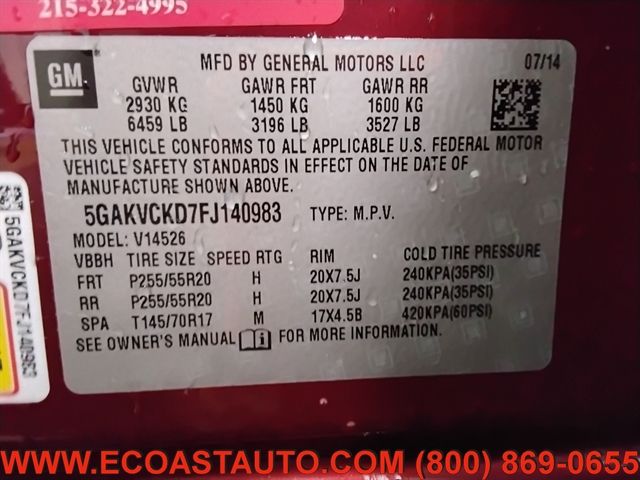 215-322-4995
GM
MFD BY GENERAL MOTORS LLC 07/14
GVWR GAWR FRT GAWR RR
2930 KG 1450 KG 1600 KG
6459 LB 3196 LB 3527 LB
THIS VEHICLE CONFORMS TO ALL APPLICABLE U.S. FEDERAL MOTOR
VEHICLE SAFETY STANDARDS IN EFFECT ON THE DATE OF
MANUFACTURE SHOWN ABOVE.
5GAKVCKD7FJ140983 TYPE: M.P.V.
MODEL: V14526
VBBH TIRE SIZE SPEED RTG RIM COLD TIRE PRESSURE
FRT P255/55R20 H 20X7.5J 240KPA(35PSI)
RR P255/55R20 H 20X7.5J 240KPA(35PSI)
SPA T145/70R17 M 17X4.5B 420KPA(60PSI)
SEE OWNER'S MANUAL FOR MORE INFORMATION.
5GAKVCKD7FJ140983
WWW.ECOASTAUTO.COM (800) 869-0655